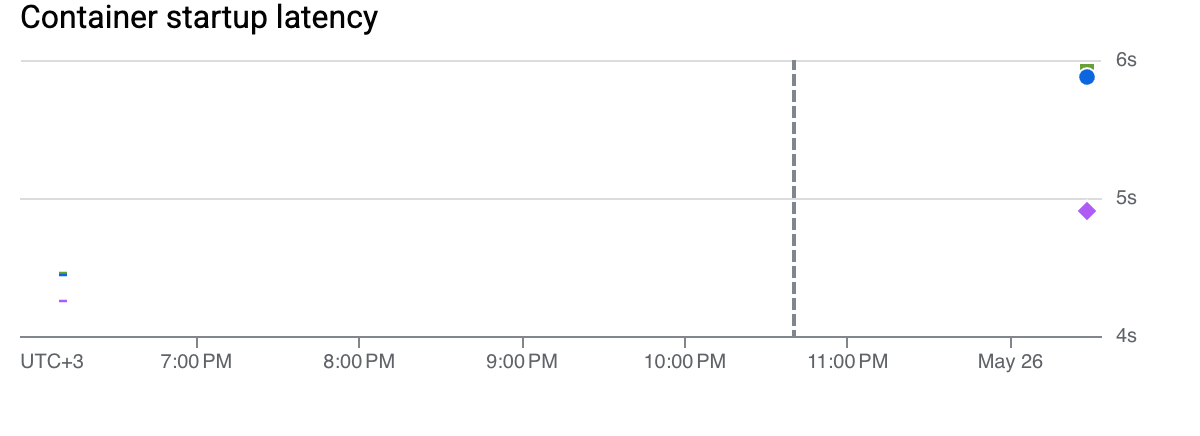 Container startup latency
6s
5s
4s
UTC+3 7:00 PM 8:00 PM 9:00 PM 10:00 PM 11:00 PM May 26